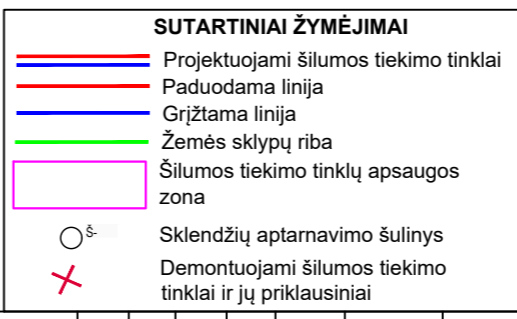 SUTARTINIAI ŽYMĖJIMAI
Projektuojami šilumos tiekimo tinklai
Paduodama linija
Grįžtama linija
Žemės sklypų riba
Šilumos tiekimo tinklų apsaugos
zona
Š-
Sklendžių aptarnavimo šulinys
Demontuojami šilumos tiekimo
tinklai ir jų priklausiniai